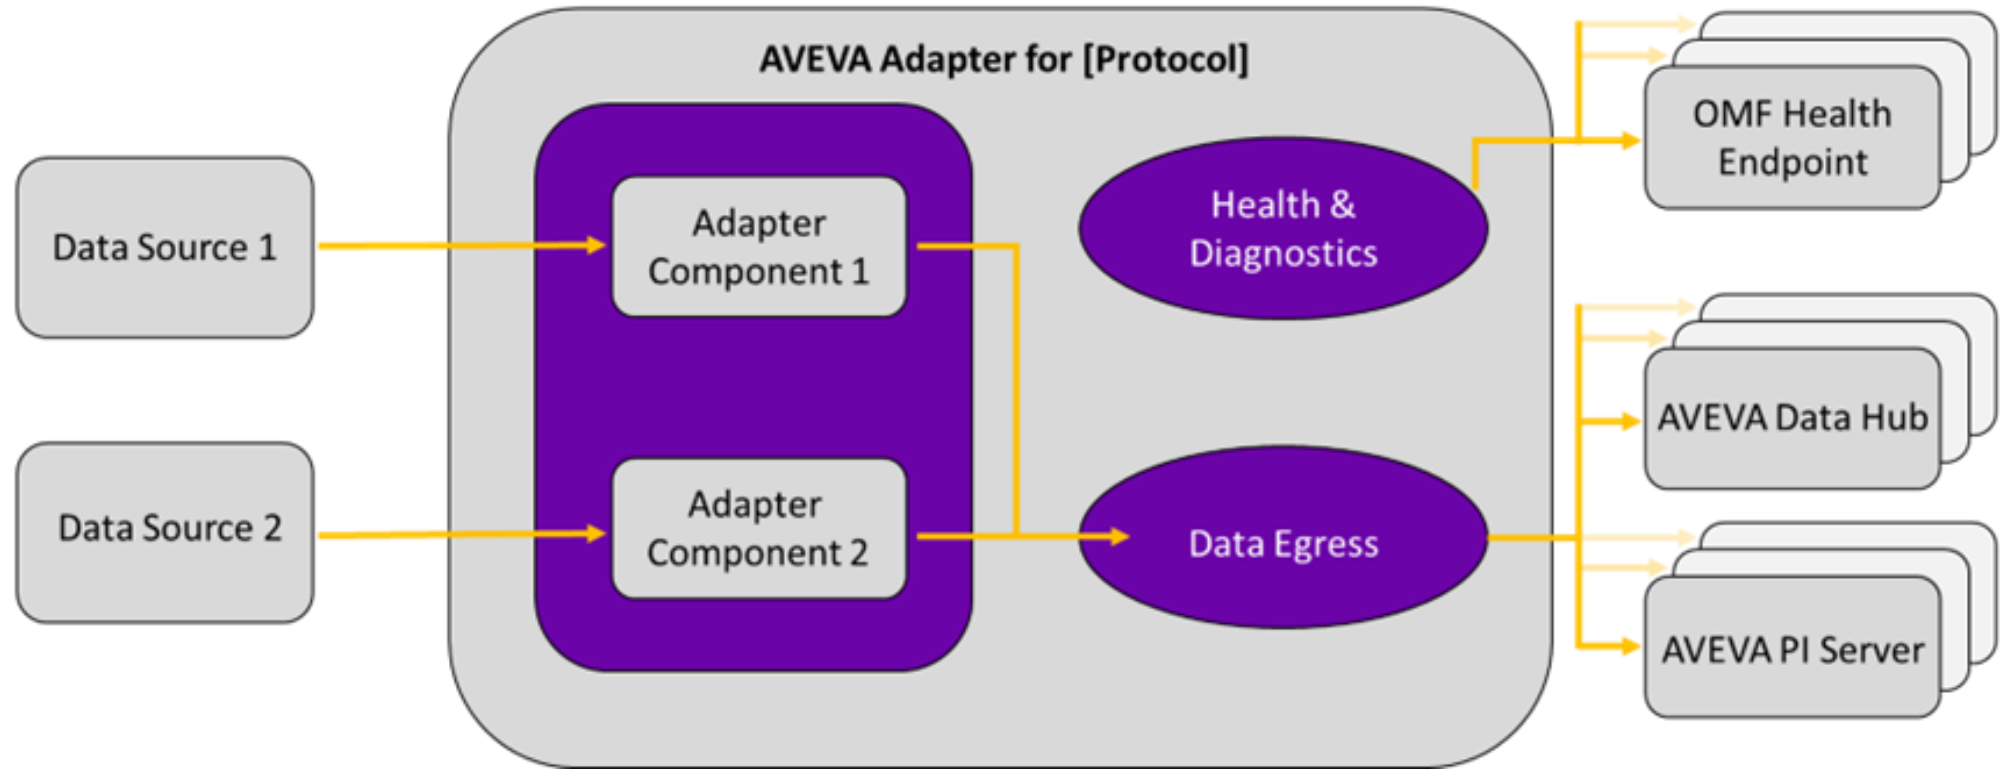 AVEVA Adapter for [Protocol]
Data Source 1
Adapter
Component 1
Health &
Diagnostics
OMF Health
Endpoint
Data Source 2
Adapter
Component 2
Data Egress
AVEVA Data Hub
AVEVA PI Server